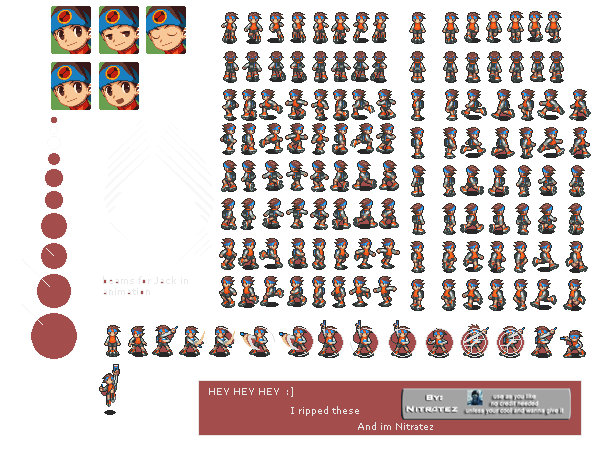 beams for Jack in
animation
HEY HEY HEY :]
I ripped these
And im Nitratez
By:
Nitratez
use as you like
no credit needed
unless your cool and wanna give it